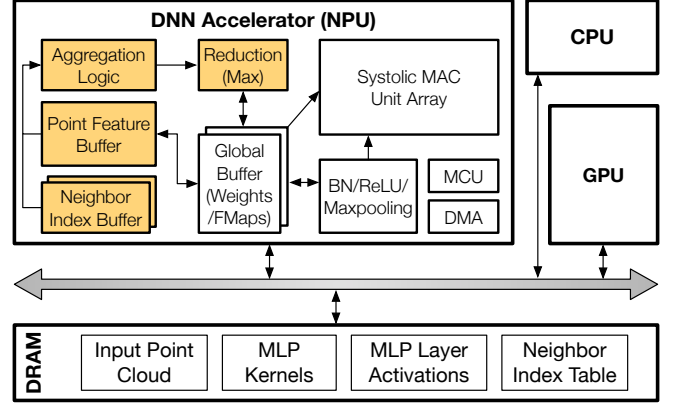 DNN Accelerator (NPU)
Aggregation
Logic
Reduction
(Max)
Systolic MAC
Unit Array
Point Feature
Buffer
Global
Buffer
(Weights
/FMaps)
Neighbor
Index Buffer
BN/ReLU/
Maxpooling
MCU
DMA
CPU
GPU
DRAM
Input Point
Cloud
MLP
Kernels
MLP Layer
Activations
Neighbor
Index Table